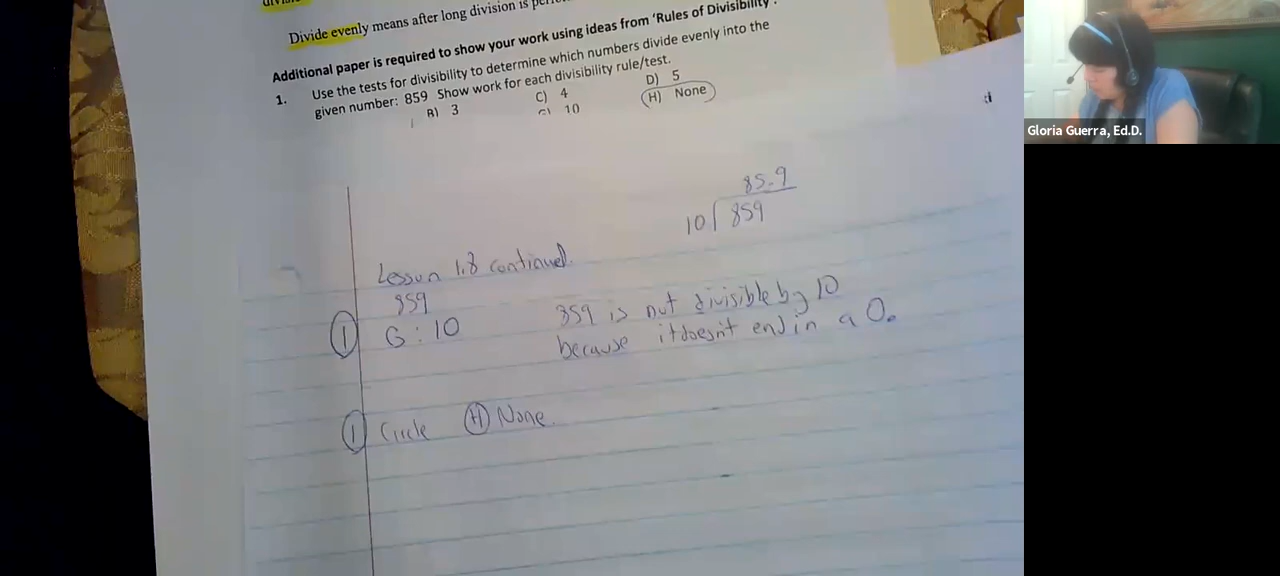 Divide evenly means after long division is
Additional paper is required to show your work using ideas from 'Rules of Divisibility'.
1. Use the tests for divisibility to determine which numbers divide evenly into the
given number: 859 Show work for each divisibility rule/test.
B) 3 C) 4 D) 5
G) 10 (H) None
85.9
10 859
Lesson 1.8 continued.
859
1 G : 10 859 is not divisible by 10
because it doesn't end in a 0.
1 Circle H None.
Gloria Guerra, Ed.D.